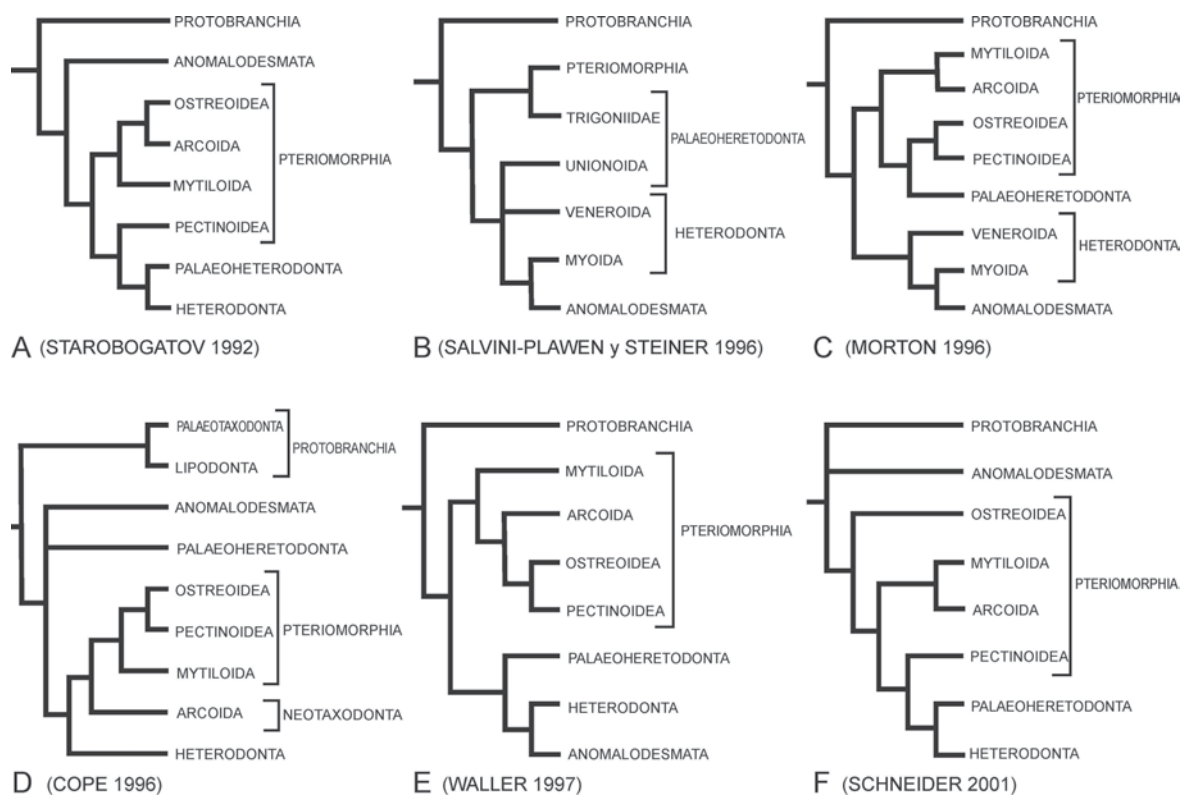 PROTOBRANCHIA
ANOMALODESMATA
OSTREOIDEA
ARCOIDA
PTERIOMORPHIA
MYTILOIDA
PECTINOIDEA
PALAEOHETERODONTA
HETERODONTA
A (STAROBOGATOV 1992)
PROTOBRANCHIA
PTERIOMORPHIA
TRIGONIIDAE
PALAEOHERETODONTA
UNIONOIDA
VENEROIDA
HETERODONTA
MYOIDA
ANOMALODESMATA
B (SALVINI-PLAWEN y STEINER 1996)
PROTOBRANCHIA
MYTILOIDA
ARCOIDA
PTERIOMORPHIA
OSTREOIDEA
PECTINOIDEA
PALAEOHERETODONTA
VENEROIDA
HETERODONTA
MYOIDA
ANOMALODESMATA
C (MORTON 1996)
PALAEOTAXODONTA
PROTOBRANCHIA
LIPODONTA
ANOMALODESMATA
PALAEOHERETODONTA
OSTREOIDEA
PECTINOIDEA
PTERIOMORPHIA
MYTILOIDA
ARCOIDA
NEOTAXODONTA
HETERODONTA
D (COPE 1996)
PROTOBRANCHIA
MYTILOIDA
ARCOIDA
PTERIOMORPHIA
OSTREOIDEA
PECTINOIDEA
PALAEOHERETODONTA
HETERODONTA
ANOMALODESMATA
E (WALLER 1997)
PROTOBRANCHIA
ANOMALODESMATA
OSTREOIDEA
MYTILOIDA
PTERIOMORPHIA
ARCOIDA
PECTINOIDEA
PALAEOHERETODONTA
HETERODONTA
F (SCHNEIDER 2001)